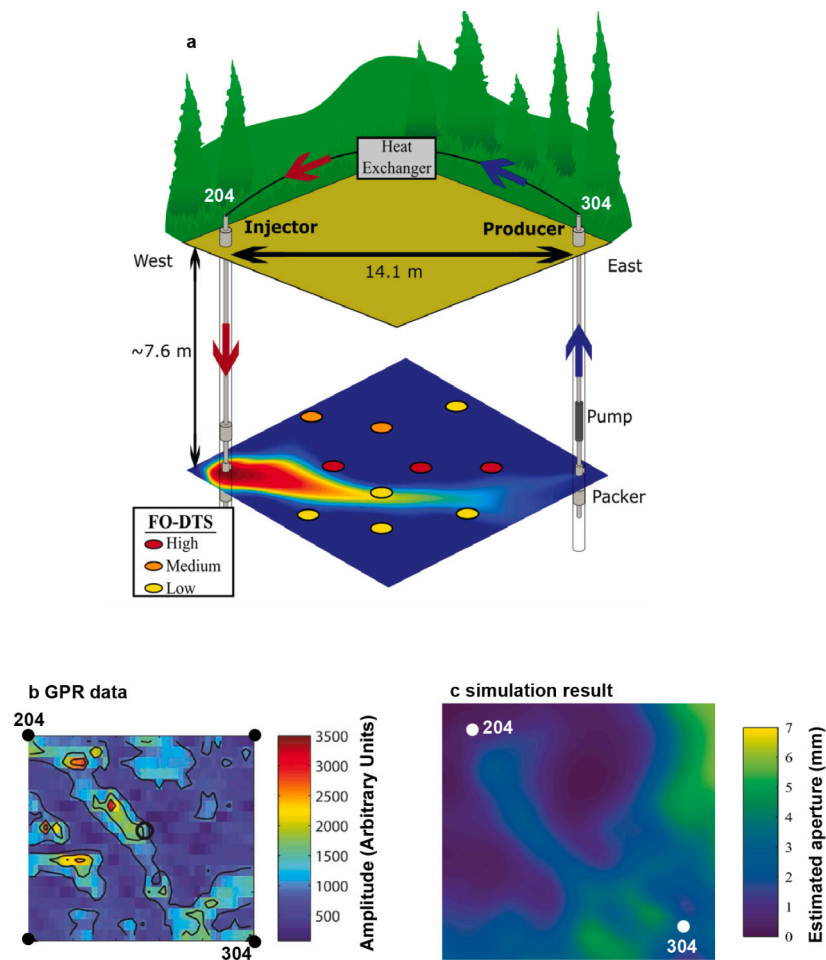 a
Heat
Exchanger
204
304
Injector
Producer
West
East
14.1 m
~7.6 m
Pump
Packer
FO-DTS
High
Medium
Low
b GPR data
204
304
3500
3000
2500
2000
1500
1000
500
Amplitude (Arbitrary Units)
c simulation result
204
304
7
6
5
4
3
2
1
0
Estimated aperture (mm)